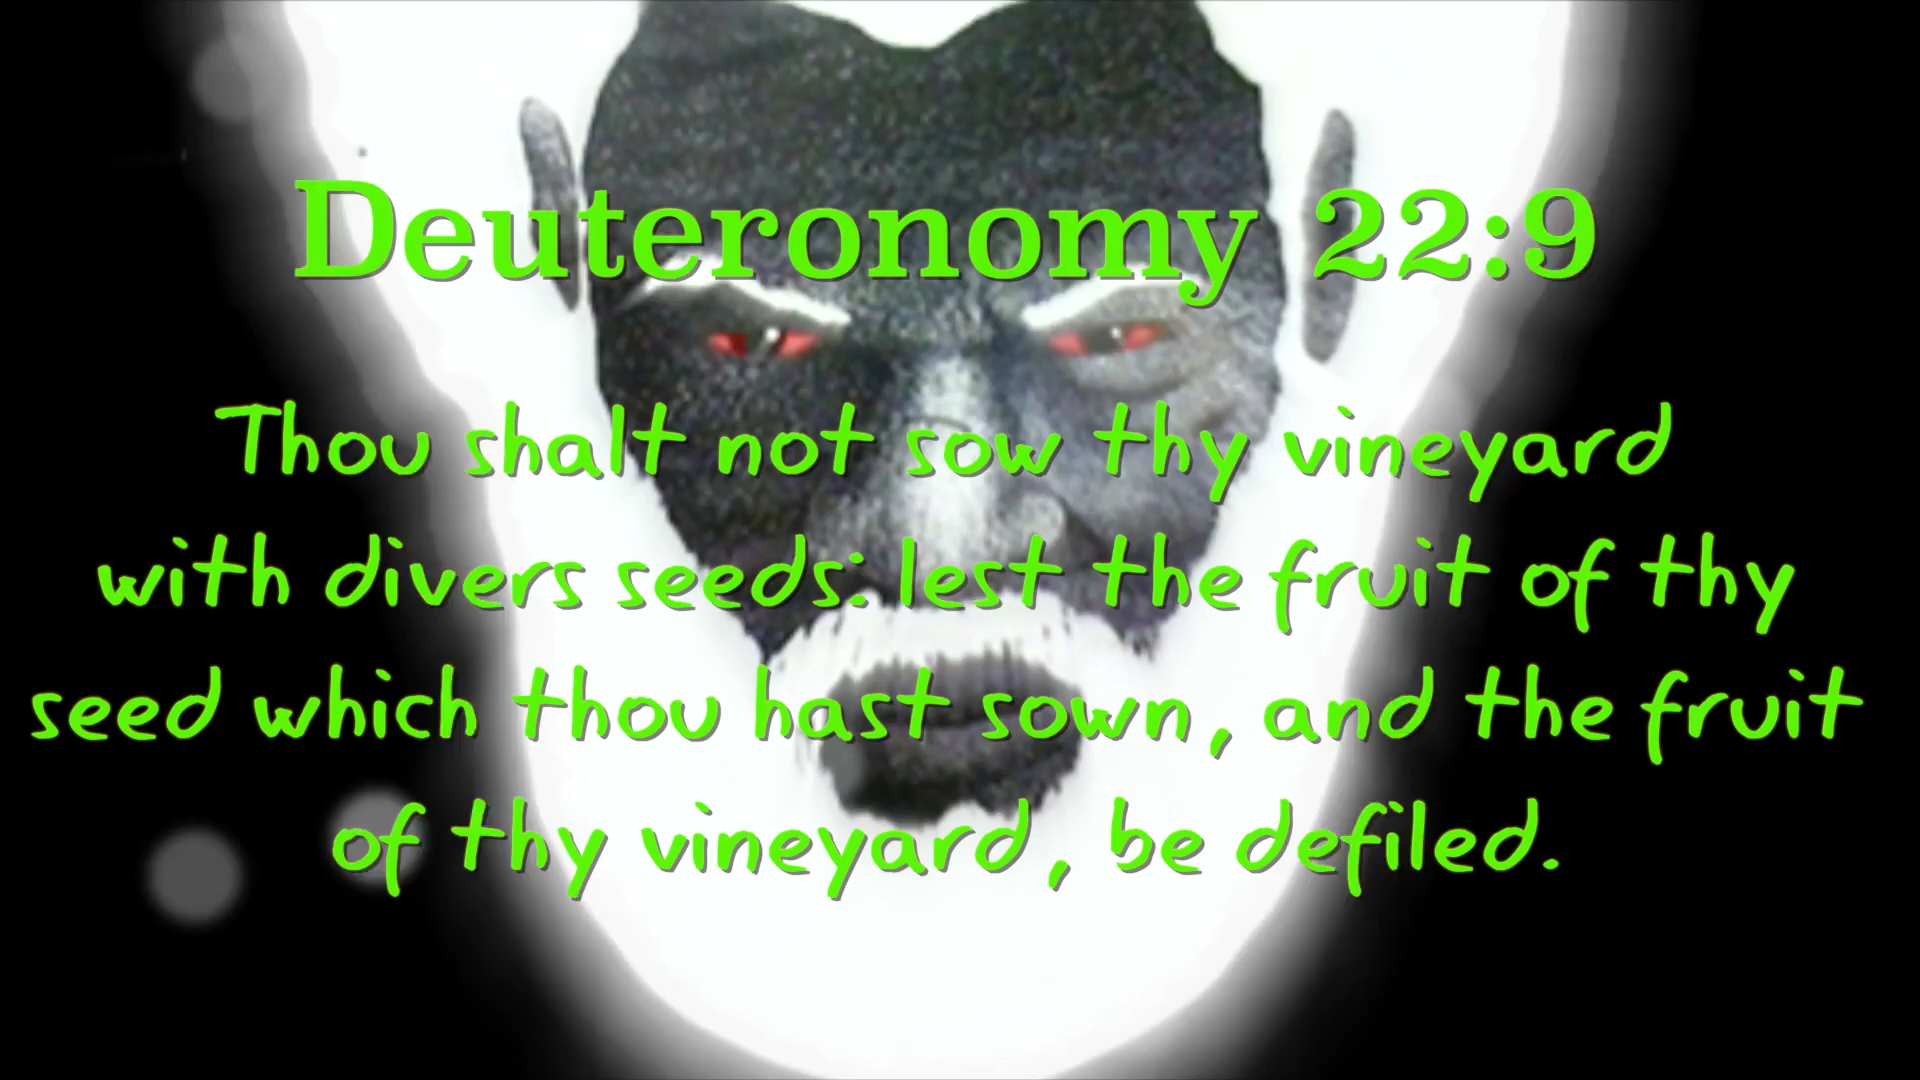 Deuteronomy 22:9
Thou shalt not sow thy vineyard
with divers seeds: lest the fruit of thy
seed which thou hast sown, and the fruit
of thy vineyard, be defiled.